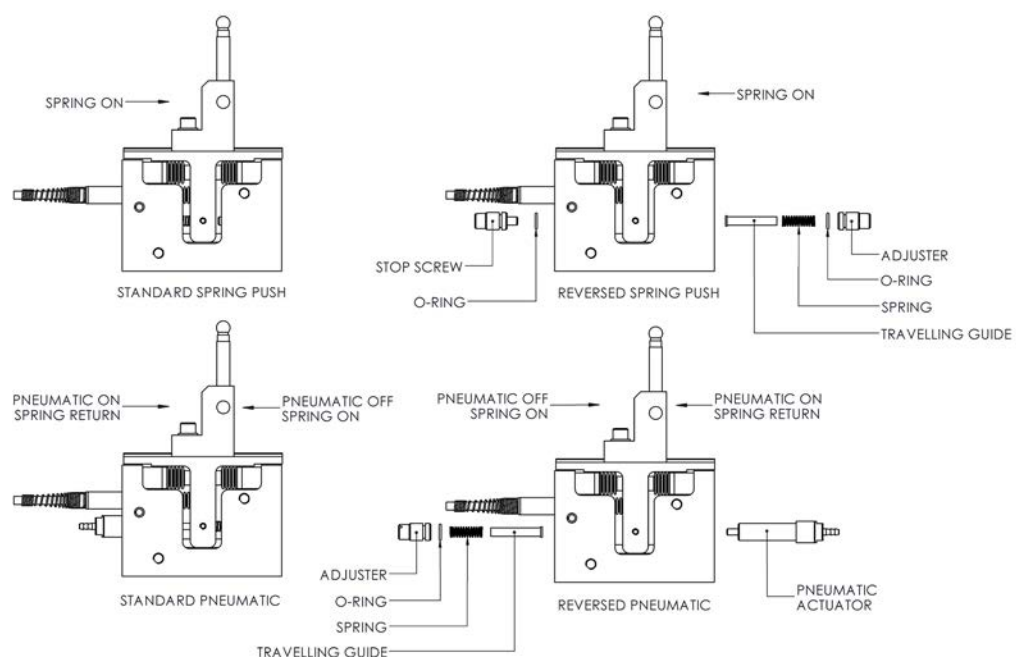 SPRING ON
STANDARD SPRING PUSH
SPRING ON
STOP SCREW
O-RING
REVERSED SPRING PUSH
ADJUSTER
O-RING
SPRING
TRAVELLING GUIDE
PNEUMATIC ON
SPRING RETURN
PNEUMATIC OFF
SPRING ON
STANDARD PNEUMATIC
PNEUMATIC OFF
SPRING ON
PNEUMATIC ON
SPRING RETURN
ADJUSTER
O-RING
SPRING
TRAVELLING GUIDE
REVERSED PNEUMATIC
PNEUMATIC
ACTUATOR